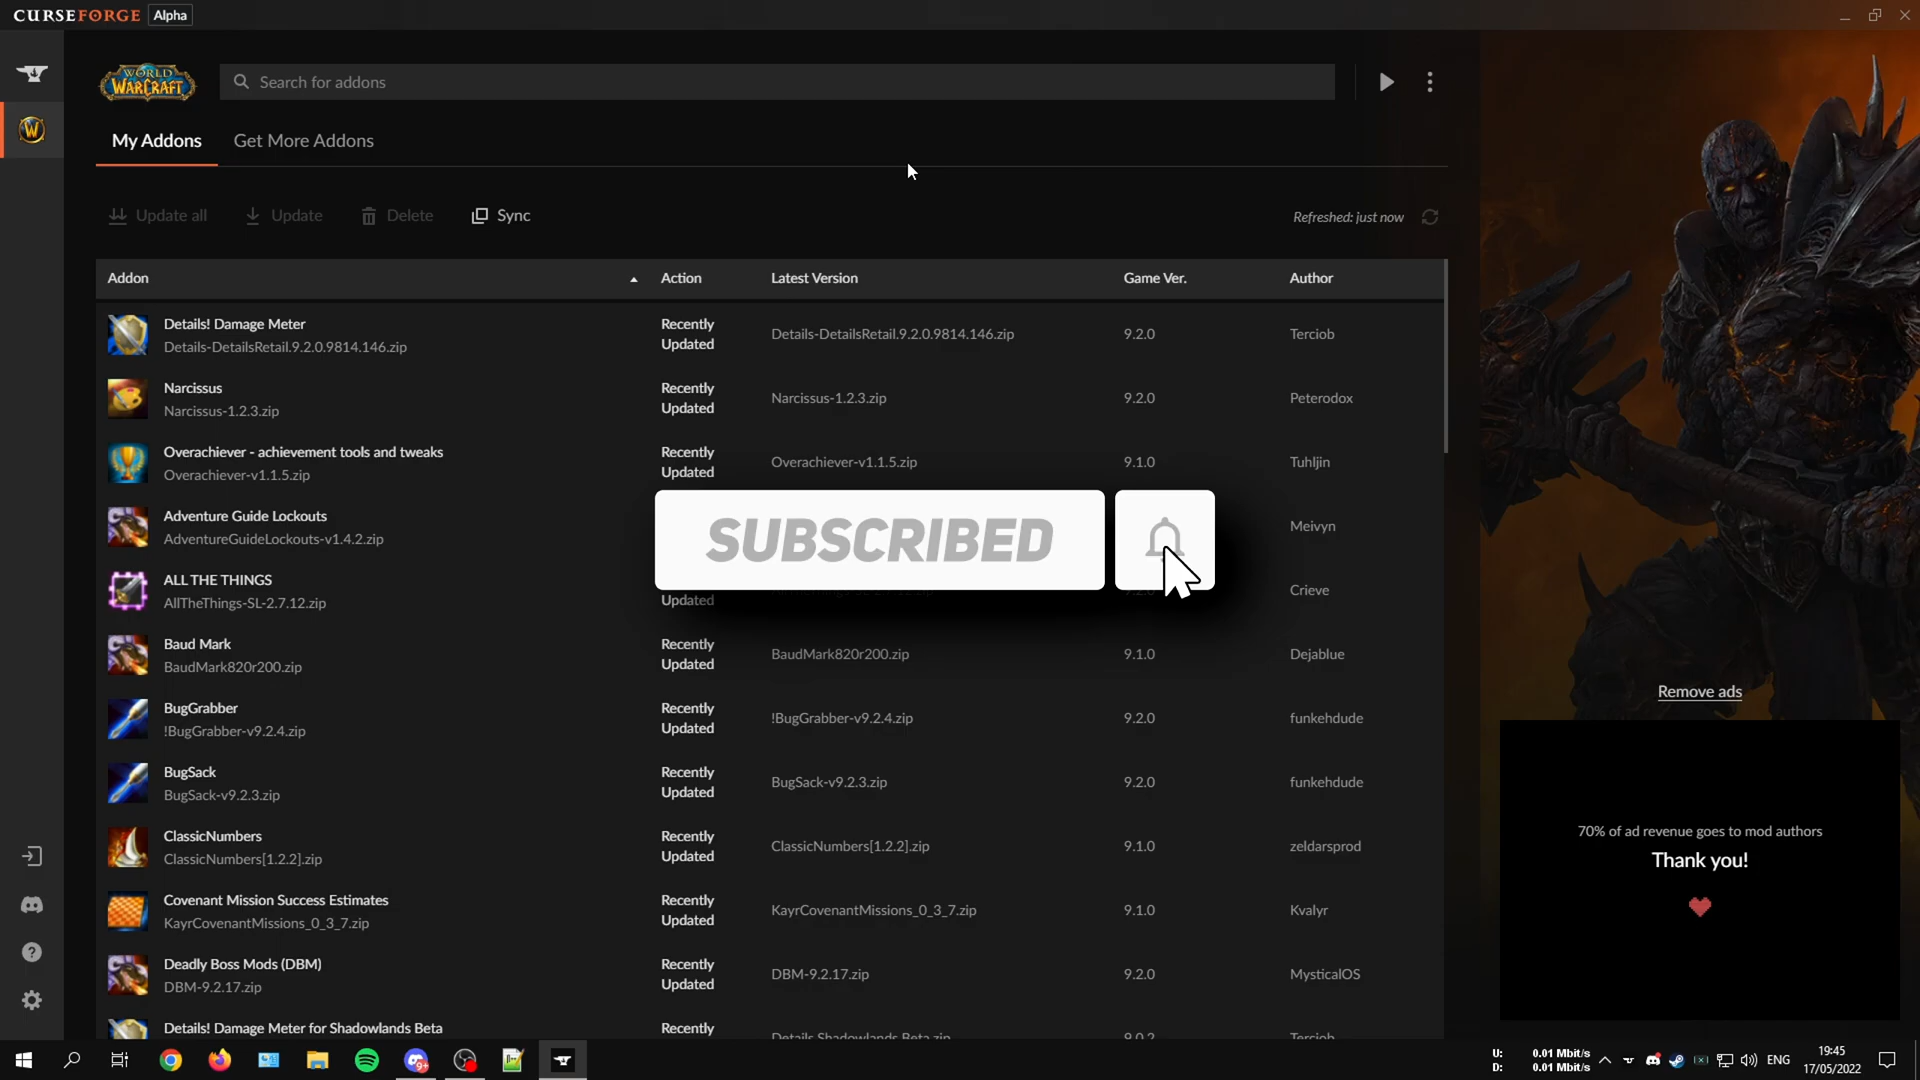 CURSEFORGE Alpha
WORLD WARCRAFT
Search for addons
My Addons Get More Addons
Update all Update Delete Sync Refreshed: just now
Addon Action Latest Version Game Ver. Author
Details! Damage Meter
Details-DetailsRetail.9.2.0.9814.146.zip
Recently
Updated
Details-DetailsRetail.9.2.0.9814.146.zip 9.2.0 Terciob
Narcissus
Narcissus-1.2.3.zip
Recently
Updated
Narcissus-1.2.3.zip 9.2.0 Peterodox
Overachiever - achievement tools and tweaks
Overachiever-v1.1.5.zip
Recently
Updated
Overachiever-v1.1.5.zip 9.1.0 Tuhljin
Adventure Guide Lockouts
AdventureGuideLockouts-v1.4.2.zip
Meivyn
SUBSCRIBED
ALL THE THINGS
AllTheThings-SL-2.7.12.zip
Updated
Crieve
Baud Mark
BaudMark820r200.zip
Recently
Updated
BaudMark820r200.zip 9.1.0 Dejablue
BugGrabber
!BugGrabber-v9.2.4.zip
Recently
Updated
!BugGrabber-v9.2.4.zip 9.2.0 funkehdude
BugSack
BugSack-v9.2.3.zip
Recently
Updated
BugSack-v9.2.3.zip 9.2.0 funkehdude
ClassicNumbers
ClassicNumbers[1.2.2].zip
Recently
Updated
ClassicNumbers[1.2.2].zip 9.1.0 zeldarsprod
Covenant Mission Success Estimates
KayrCovenantMissions_0_3_7.zip
Recently
Updated
KayrCovenantMissions_0_3_7.zip 9.1.0 Kvalyr
Deadly Boss Mods (DBM)
DBM-9.2.17.zip
Recently
Updated
DBM-9.2.17.zip 9.2.0 MysticalOS
Details! Damage Meter for Shadowlands Beta
Recently
Details Shadowlands Beta.zip 9.0.2 Terciob
Remove ads
70% of ad revenue goes to mod authors
Thank you!
U: 0.01 Mbit/s
D: 0.01 Mbit/s
ENG
19:45
17/05/2022